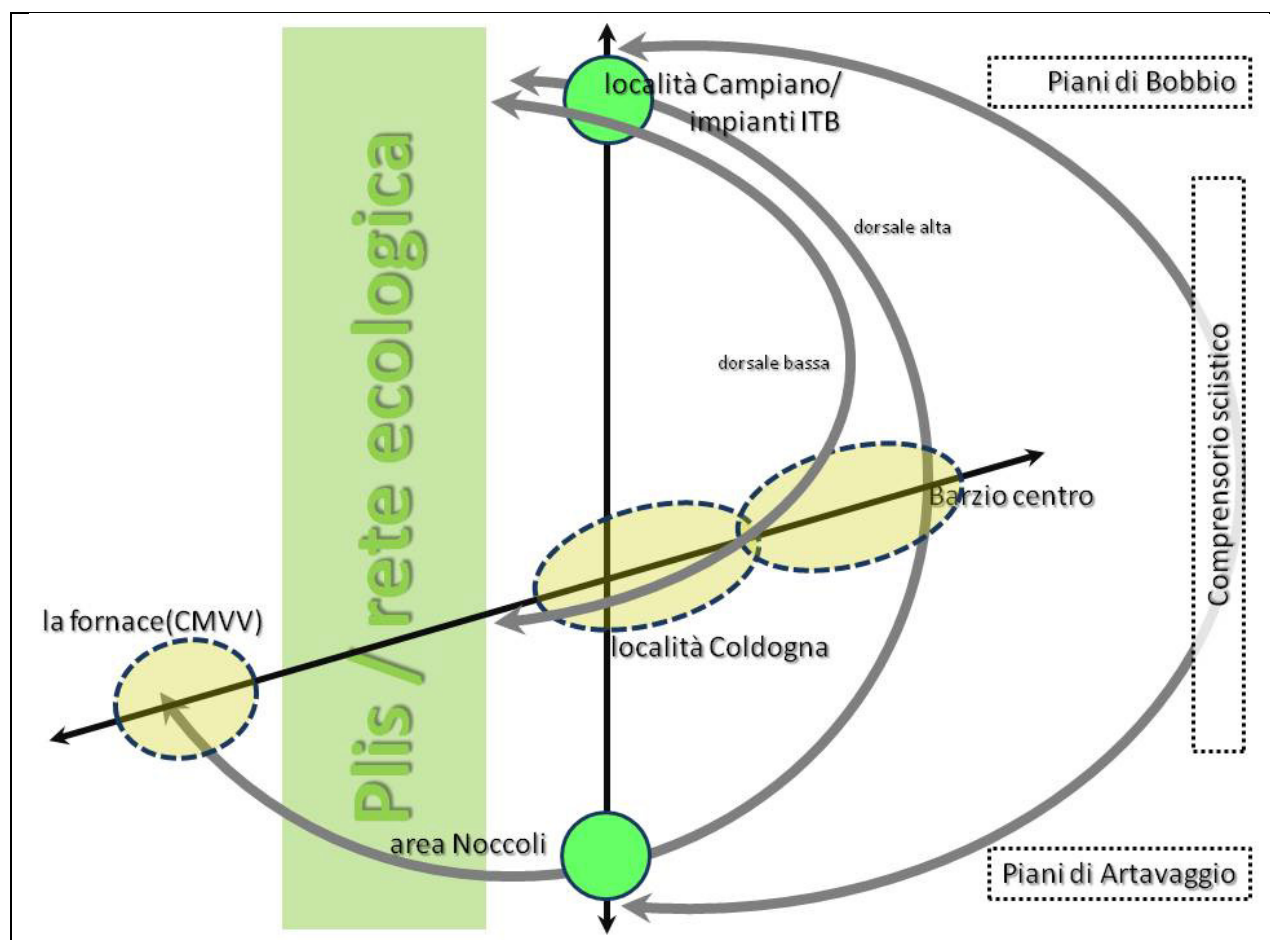 località Campiano/
impianti ITB
Piani di Bobbio
Plis / rete ecologica
dorsale alta
dorsale bassa
Comprensorio sciistico
Barzio centro
la fornace(CMVV)
località Coldogna
area Noccoli
Piani di Artavaggio